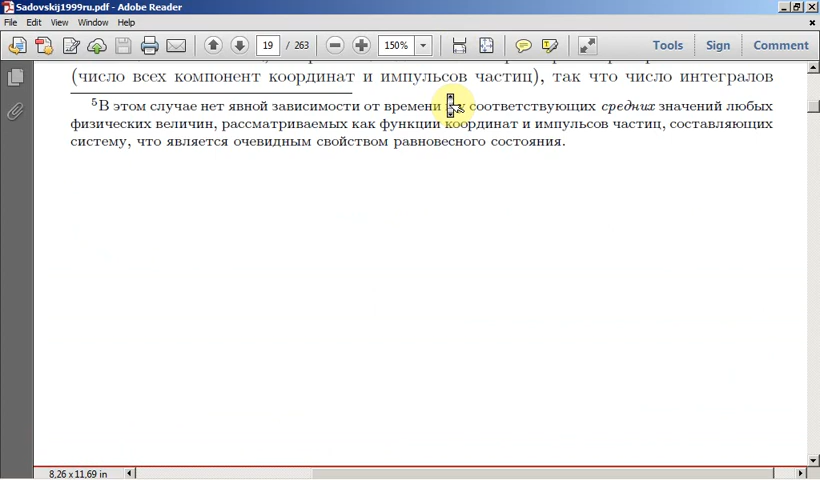 Sadovskij1999ru.pdf - Adobe Reader
File Edit View Window Help
19 / 263 150% Tools Sign Comment
(число всех компонент координат и импульсов частиц), так что число интегралов
5В этом случае нет явной зависимости от времени у соответствующих средних значений любых
физических величин, рассматриваемых как функции координат и импульсов частиц, составляющих
систему, что является очевидным свойством равновесного состояния.
8,26 x 11,69 in